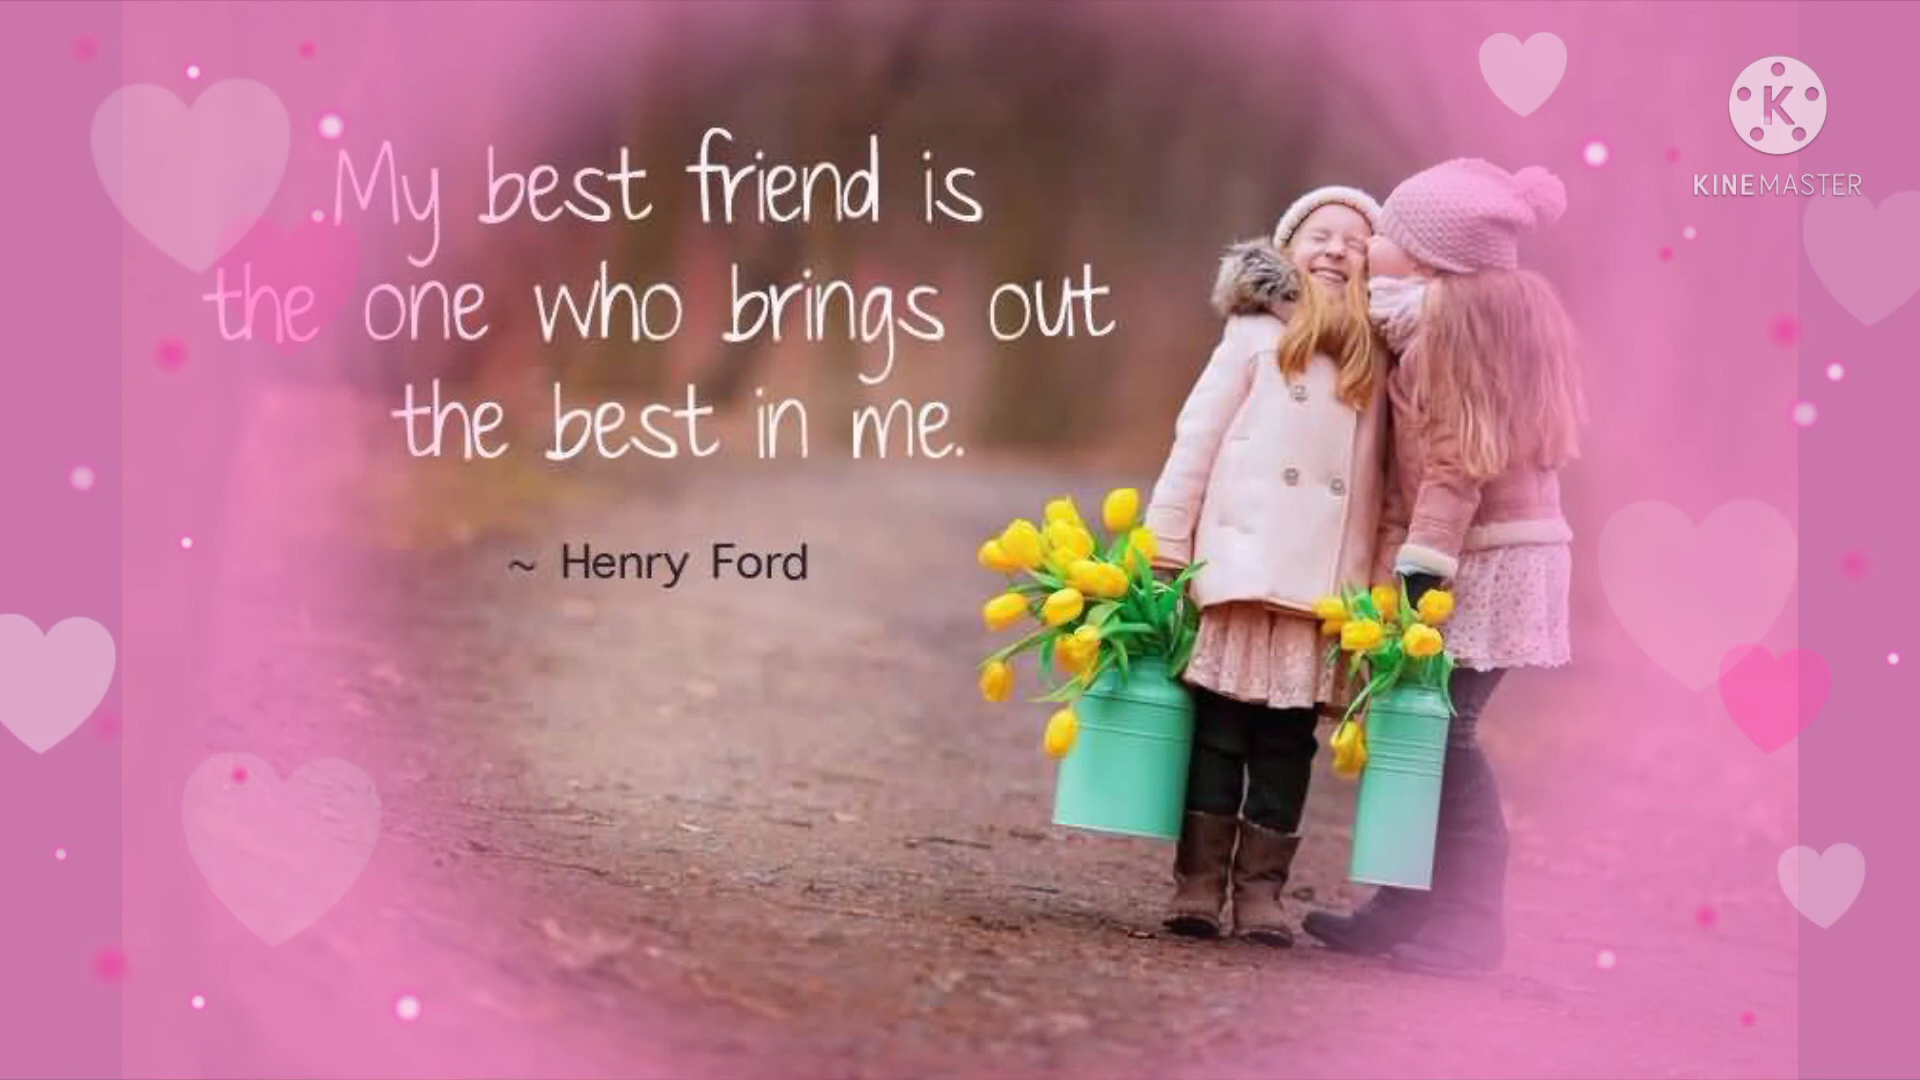 My best friend is
the one who brings out
the best in me.
~ Henry Ford
K
KINEMASTER